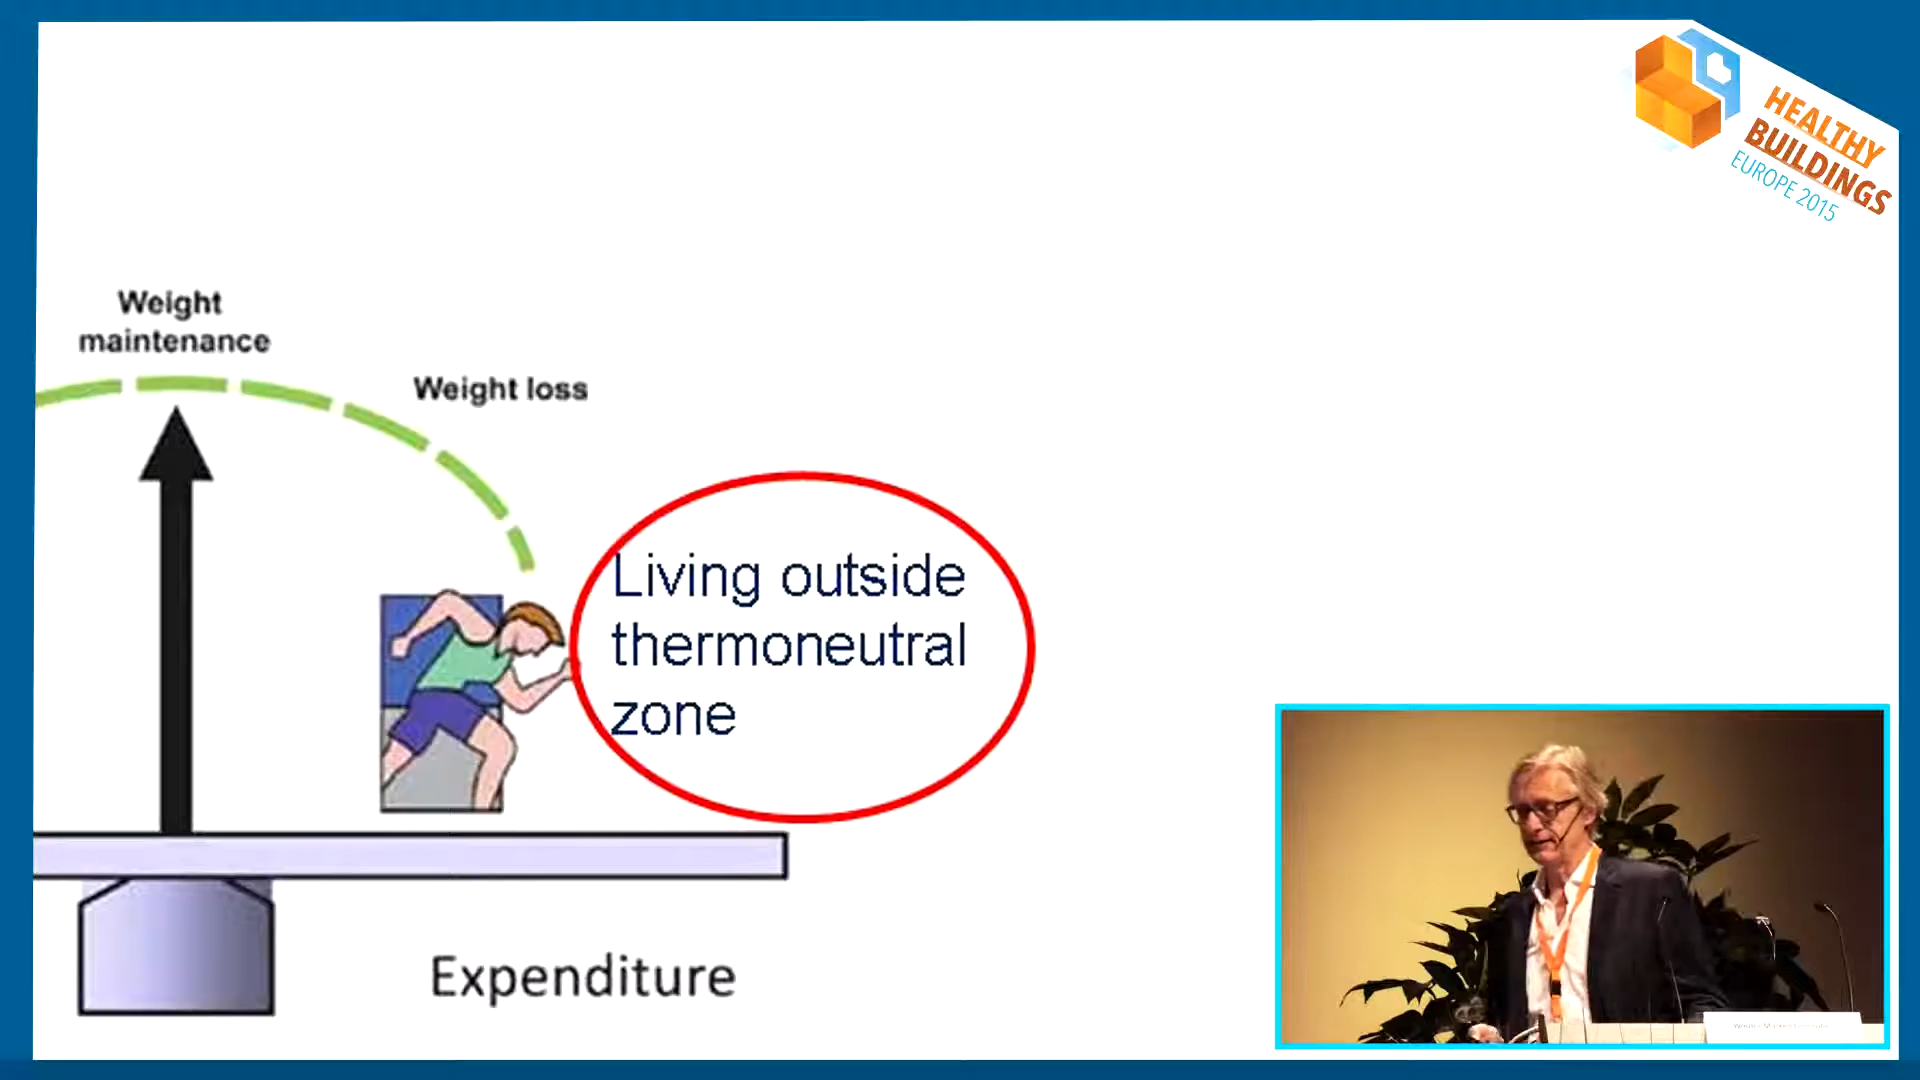 HEALTHY
BUILDINGS
EUROPE 2015
Weight
maintenance
Weight loss
Living outside
thermoneutral
zone
Expenditure